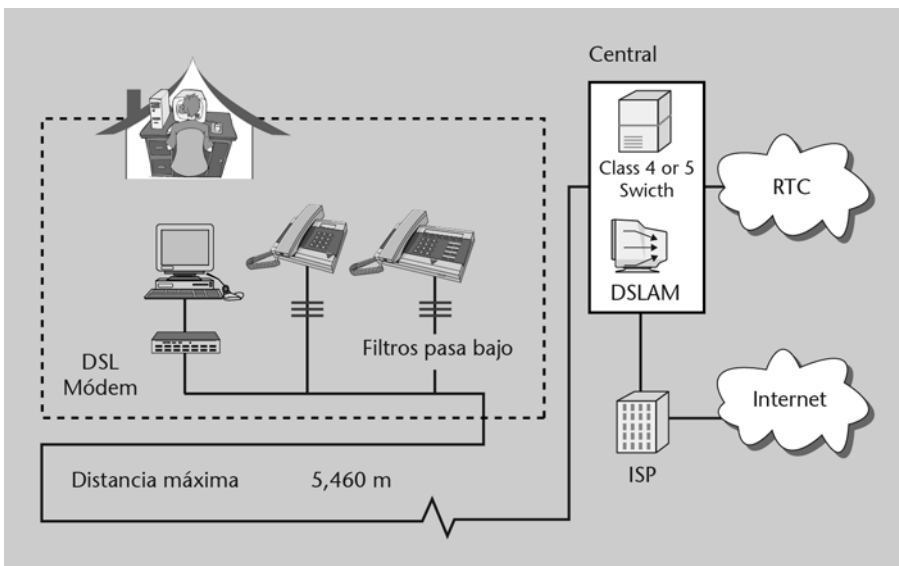 Central
Class 4 or 5
Swicth
DSLAM
RTC
Filtros pasa bajo
DSL
Módem
Internet
ISP
Distancia máxima 5,460 m